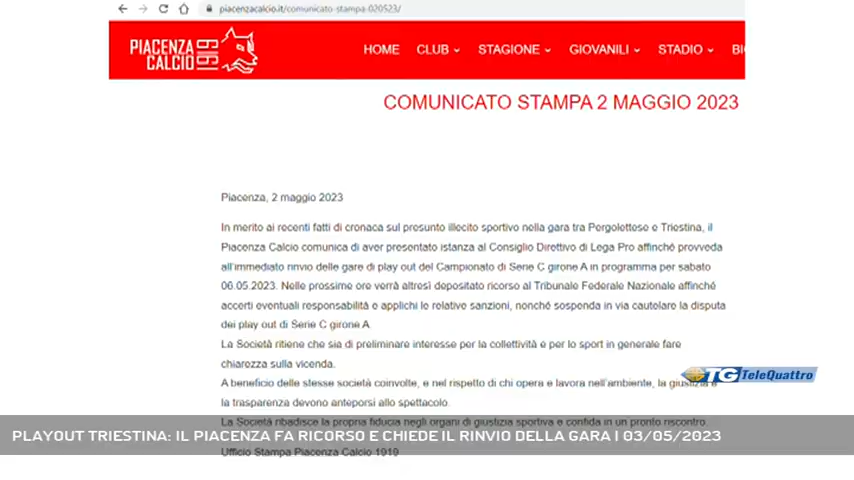 piacenzacalcio.it/comunicato-stampa-020523/
PIACENZA
CALCIO 1919
HOME CLUB STAGIONE GIOVANILI STADIO
COMUNICATO STAMPA 2 MAGGIO 2023
Piacenza, 2 maggio 2023
In merito ai recenti fatti di cronaca sul presunto illecito sportivo nella gara tra Pergolettese e Triestina, il
Piacenza Calcio comunica di aver presentato istanza al Consiglio Direttivo di Lega Pro affinché provveda
all'immediato rinvio delle gare di play out del Campionato di Serie C girone A in programma per sabato
06.05.2023. Nelle prossime ore verrà altresì depositato ricorso al Tribunale Federale Nazionale affinché
accerti eventuali responsabilità e applichi le relative sanzioni, nonché sospenda in via cautelare la disputa
dei play out di Serie C girone A.
La Società ritiene che sia di preliminare interesse per la collettività e per lo sport in generale fare
chiarezza sulla vicenda.
A beneficio delle stesse società coinvolte, e nel rispetto di chi opera e lavora nell'ambiente, la giustizia e
la trasparenza devono anteporsi allo spettacolo.
TG TeleQuattro
La Società ribadisce la propria fiducia negli organi di giustizia sportiva e confida in un pronto riscontro.
PLAYOUT TRIESTINA: IL PIACENZA FA RICORSO E CHIEDE IL RINVIO DELLA GARA | 03/05/2023
Ufficio Stampa Piacenza Calcio 1919